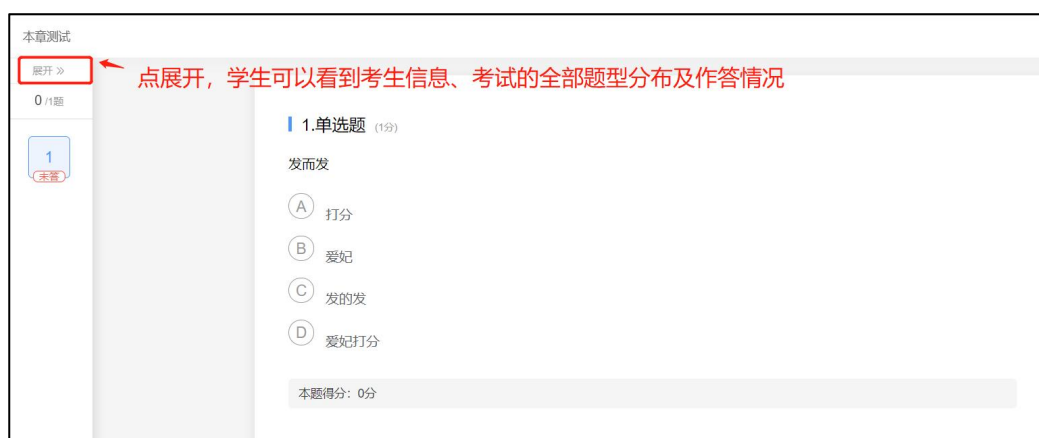 本章测试
展开 »
点展开，学生可以看到考生信息、考试的全部题型分布及作答情况
0 /1题
1.单选题 (1分)
1
未答
发而发
A 打分
B 爱妃
C 发的发
D 爱妃打分
本题得分：0分